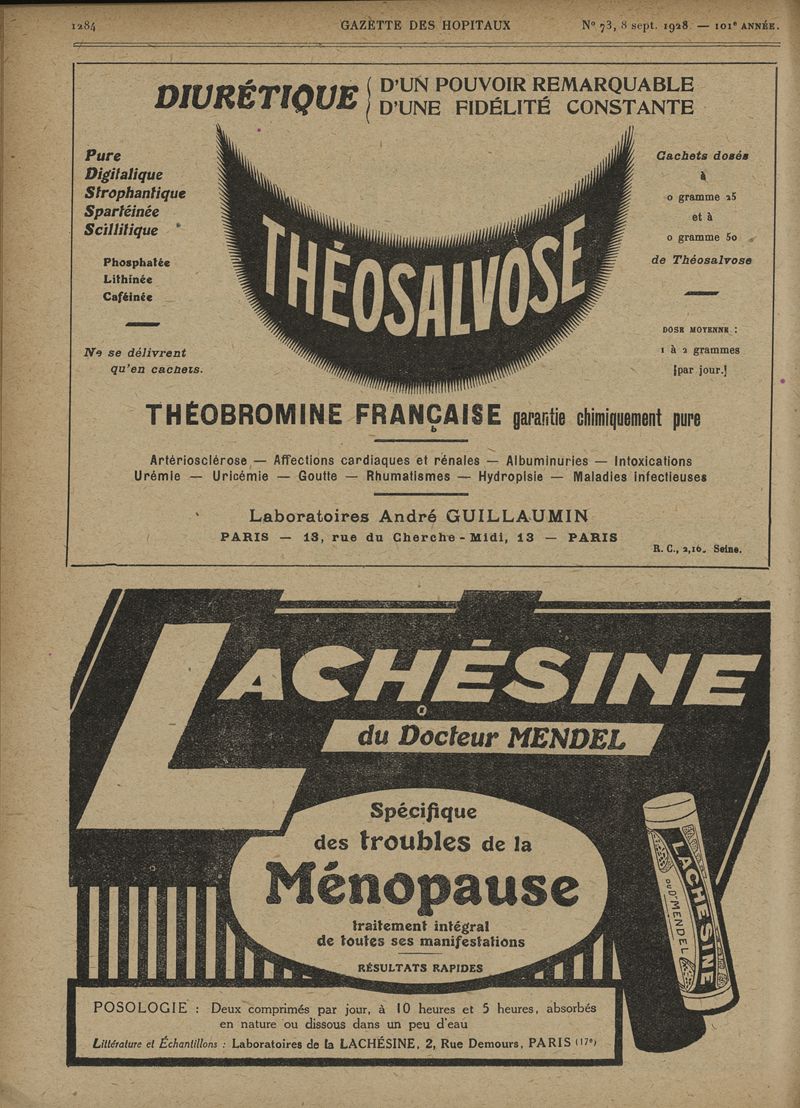 1284
GAZETTE DES HOPITAUX
Nº 73, 8 sept. 1928 — 101e ANNÉE.
DIURÉTIQUE
D'UN POUVOIR REMARQUABLE
D'UNE FIDÉLITÉ CONSTANTE
Pure
Digitalique
Strophantique
Spartéinée
Scillitique
Phosphatée
Lithinée
Caféinée
Ne se délivrent
qu'en cachets.
THÉOSALVOSE
Cachets dosés
à
0 gramme 25
et à
0 gramme 50
de Théosalvose
DOSE MOYENNE :
1 à 2 grammes
par jour.
THÉOBROMINE FRANÇAISE garantie chimiquement pure
Artériosclérose — Affections cardiaques et rénales — Albuminuries — Intoxications
Urémie — Uricémie — Goutte — Rhumatismes — Hydropisie — Maladies infectieuses
Laboratoires André GUILLAUMIN
PARIS — 13, rue du Cherche-Midi, 13 — PARIS
R. C., 2,16. Seine.
LACHÉSINE
du Docteur MENDEL
Spécifique
des troubles de la
Ménopause
traitement intégral
de toutes ses manifestations
RÉSULTATS RAPIDES
LACHÉSINE
DU Dr MENDEL
POSOLOGIE : Deux comprimés par jour, à 10 heures et 5 heures, absorbés
en nature ou dissous dans un peu d'eau
Littérature et Échantillons : Laboratoires de la LACHÉSINE, 2, Rue Demours, PARIS (17e)